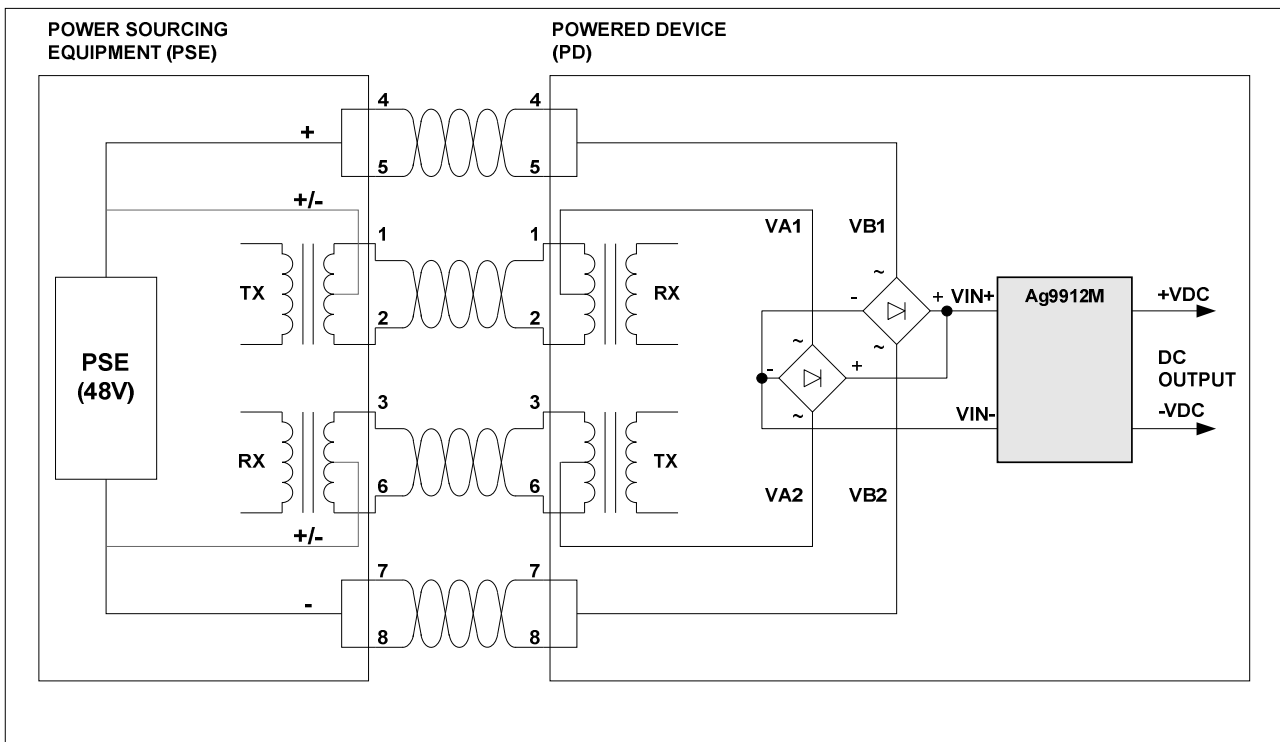 POWER SOURCING
EQUIPMENT (PSE)
POWERED DEVICE
(PD)
4
4
+
5
5
+/-
1
1
VA1
VB1
TX
RX
~
-
+
VIN+
Ag9912M
+VDC
2
2
~
~
PSE
(48V)
-
+
DC
OUTPUT
3
3
~
VIN-
-VDC
RX
TX
6
6
VA2
VB2
+/-
7
7
-
8
8